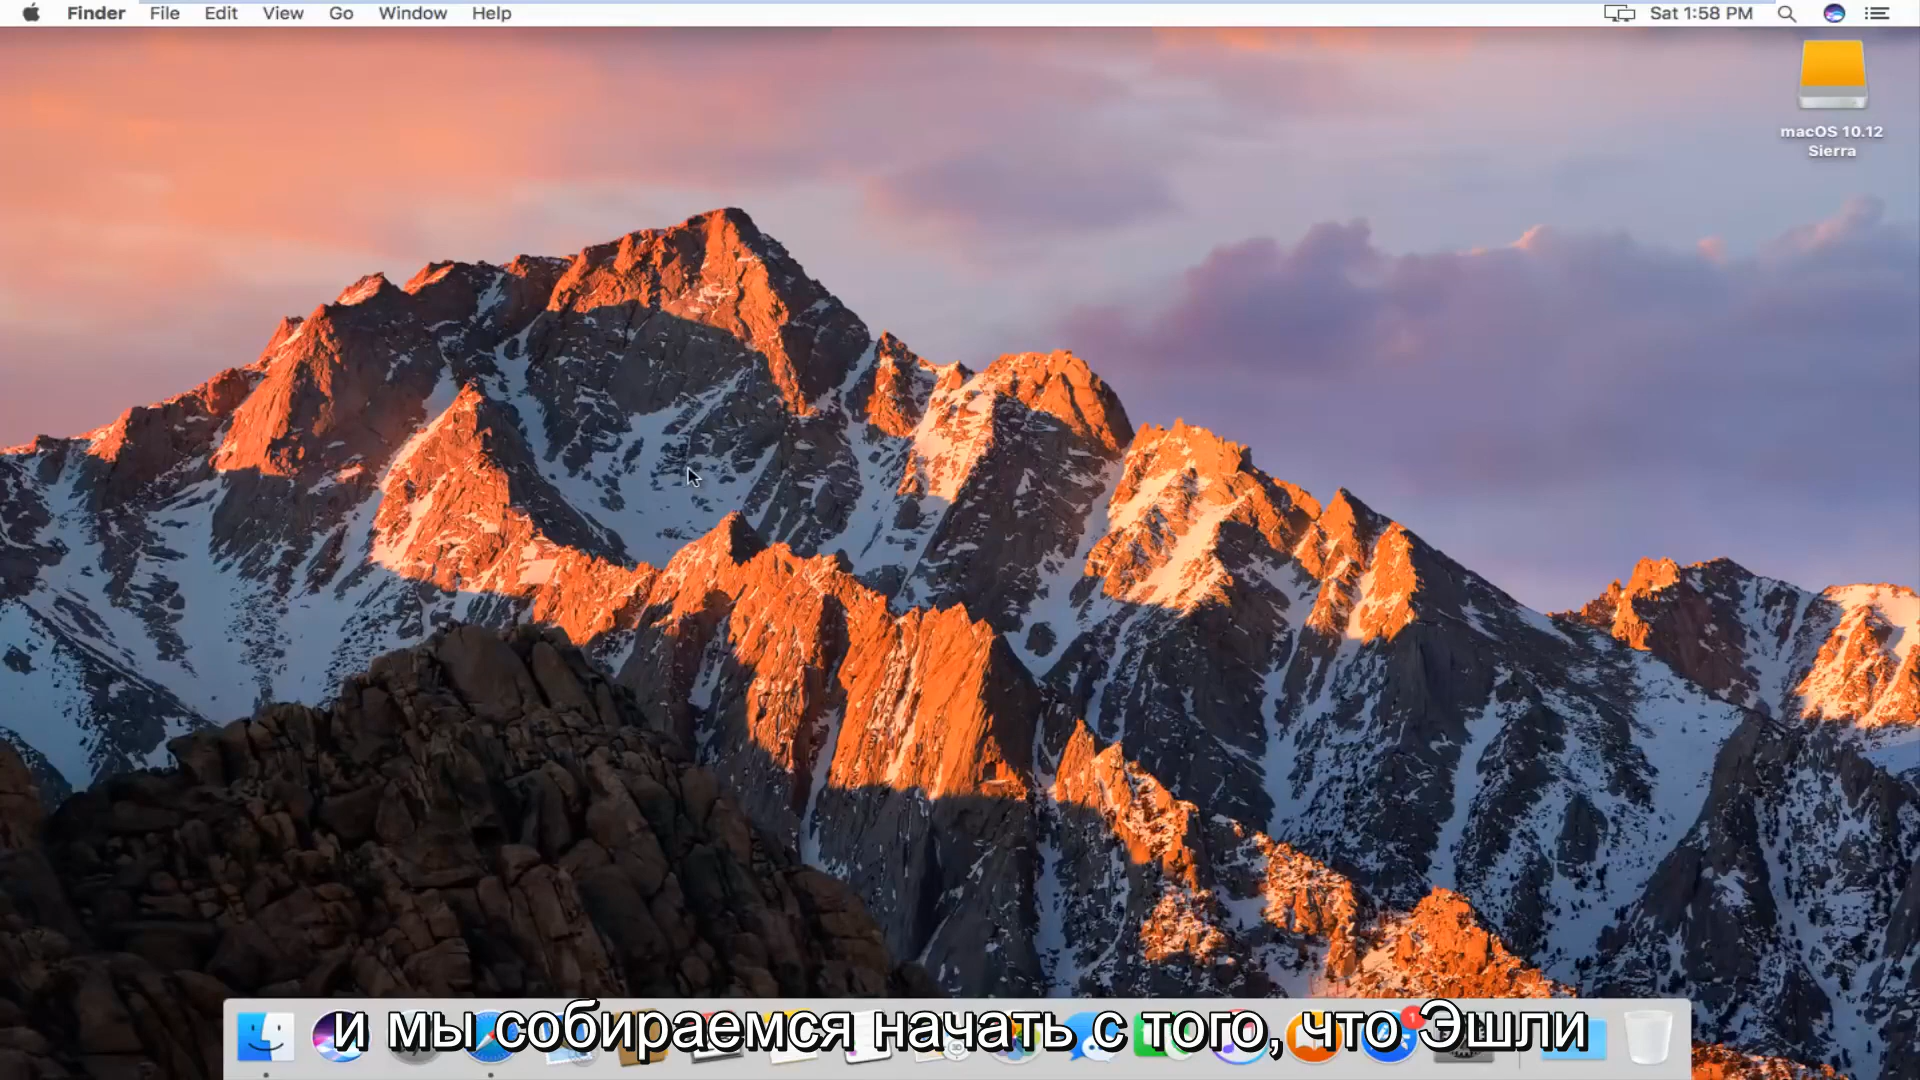 Finder File Edit View Go Window Help Sat 1:58 PM
macOS 10.12
Sierra
и мы собираемся начать с того, что Эшли